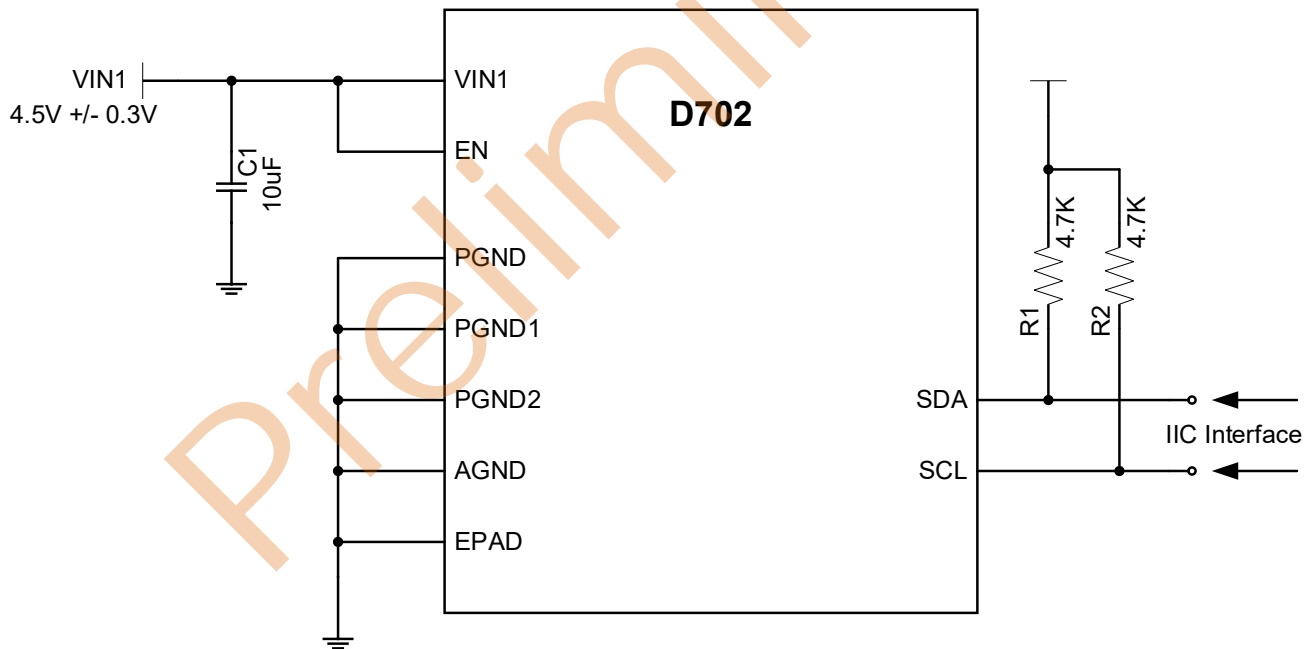 VIN1
4.5V +/- 0.3V
C1
10uF
VIN1
EN
PGND
PGND1
PGND2
AGND
EPAD
D702
SDA
SCL
4.7K
4.7K
R1
R2
IIC Interface
Prelimi